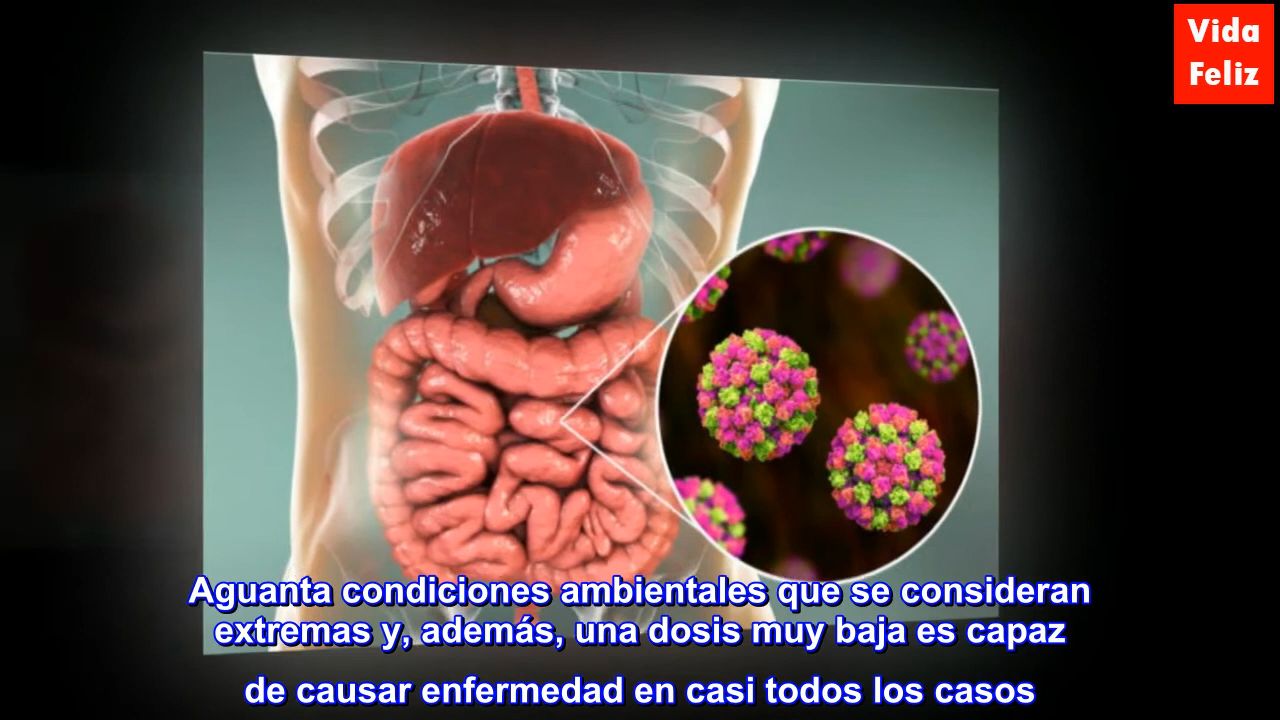 Vida
Feliz
Aguanta condiciones ambientales que se consideran
extremas y, además, una dosis muy baja es capaz
de causar enfermedad en casi todos los casos